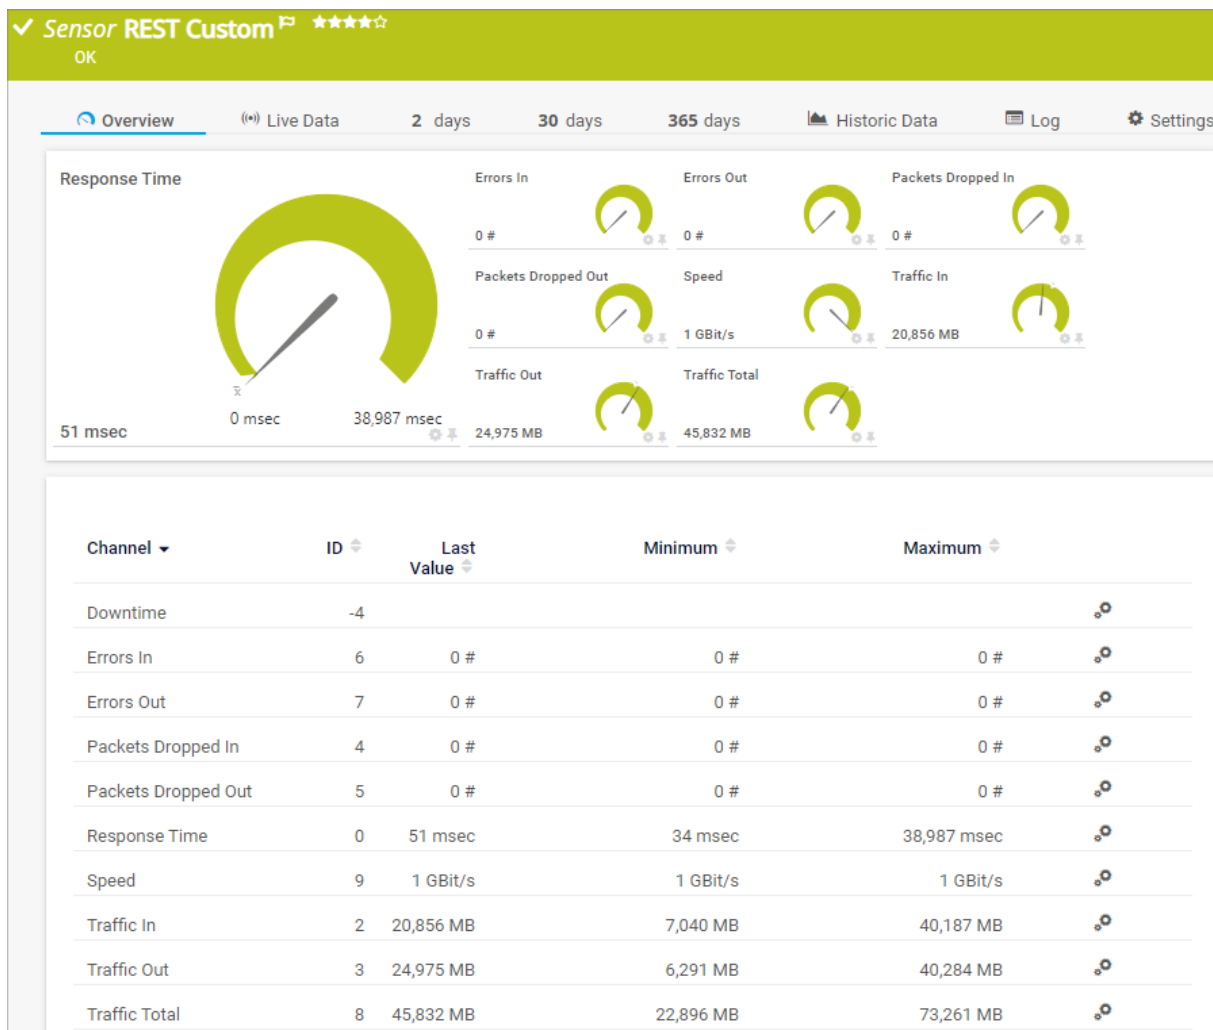 Sensor REST Custom
OK
Overview Live Data 2 days 30 days 365 days Historic Data Log Settings
Response Time
x̄
0 msec 38,987 msec
51 msec
Errors In
0 #
Errors Out
0 #
Packets Dropped In
0 #
Packets Dropped Out
0 #
Speed
1 GBit/s
Traffic In
20,856 MB
Traffic Out
24,975 MB
Traffic Total
45,832 MB
Channel ID Last Value Minimum Maximum
Downtime -4
Errors In 6 0 # 0 # 0 #
Errors Out 7 0 # 0 # 0 #
Packets Dropped In 4 0 # 0 # 0 #
Packets Dropped Out 5 0 # 0 # 0 #
Response Time 0 51 msec 34 msec 38,987 msec
Speed 9 1 GBit/s 1 GBit/s 1 GBit/s
Traffic In 2 20,856 MB 7,040 MB 40,187 MB
Traffic Out 3 24,975 MB 6,291 MB 40,284 MB
Traffic Total 8 45,832 MB 22,896 MB 73,261 MB